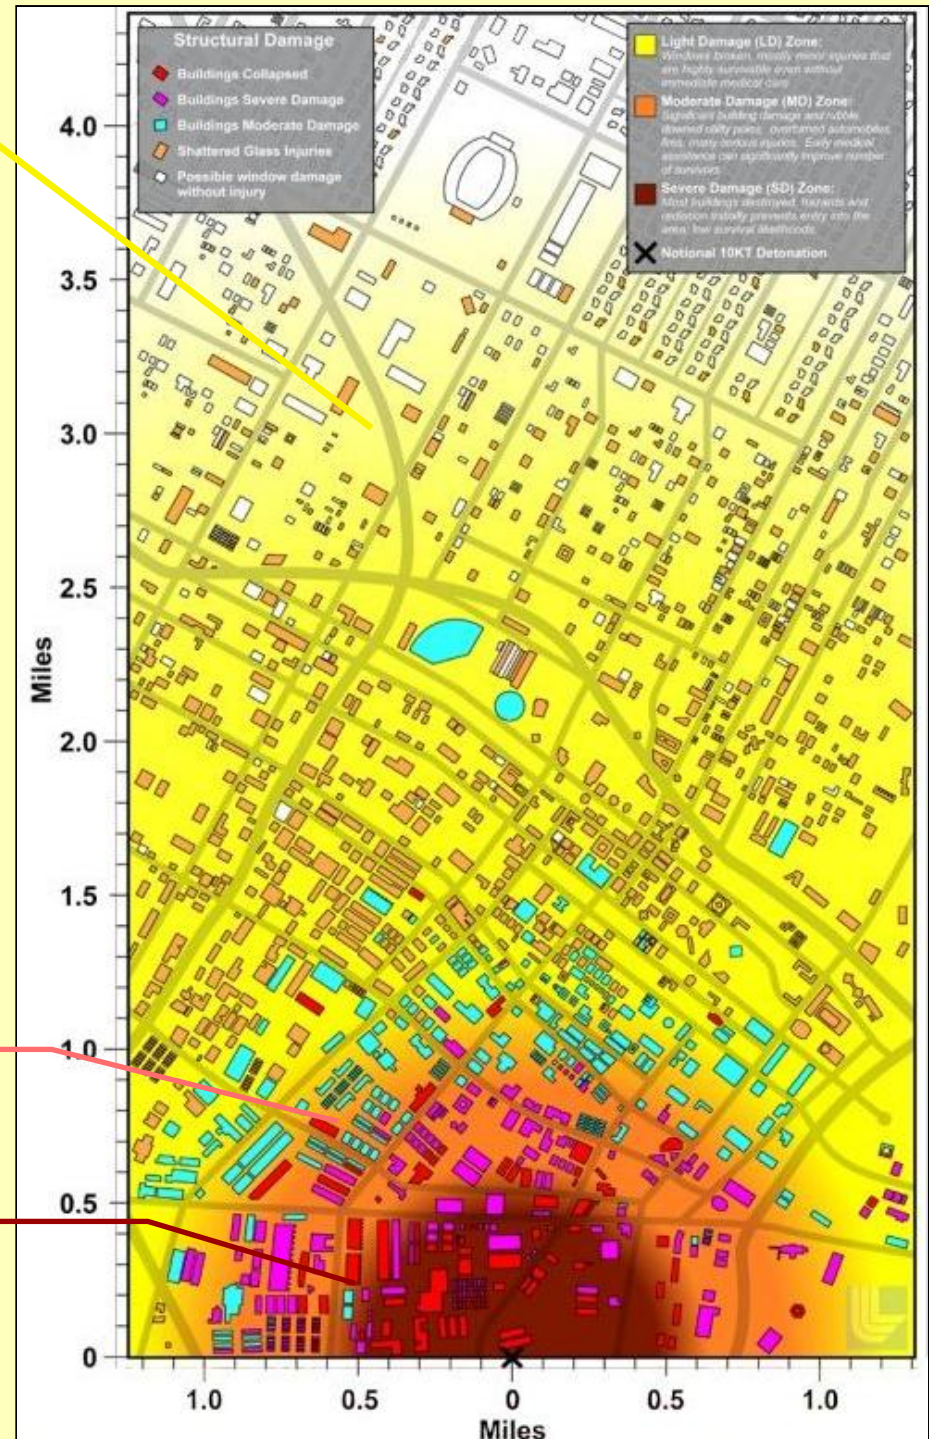 Structural Damage
Buildings Collapsed
Buildings Severe Damage
Buildings Moderate Damage
Shattered Glass Injuries
Possible window damage
without injury
Light Damage (LD) Zone:
Windows broken, mostly minor injuries that
are highly survivable even without
immediate medical care
Moderate Damage (MD) Zone:
Significant building damage and rubble,
downed utility poles, overturned automobiles,
fires, many serious injuries. Early medical
assistance can significantly improve number
of survivors
Severe Damage (SD) Zone:
Most buildings destroyed, hazards and
radiation initially prevents entry into the
area; low survival likelihoods.
Notional 10KT Detonation
4.0
3.5
3.0
2.5
Miles
2.0
1.5
1.0
0.5
0
1.0 0.5 0 0.5 1.0
Miles